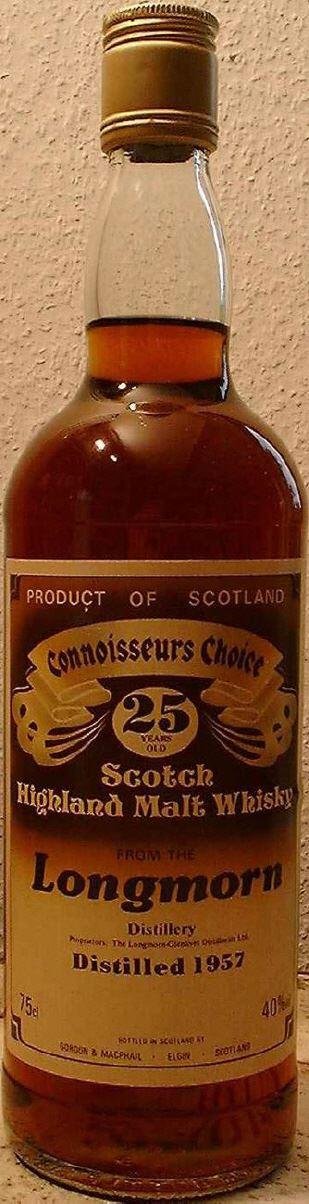 PRODUCT OF SCOTLAND
Connoisseurs Choice
25
YEARS
OLD
Scotch
Highland Malt Whisky
FROM THE
Longmorn
Distillery
Proprietors: The Longmorn-Glenlivet Distilleries Ltd.
Distilled 1957
75cl
40%
BOTTLED IN SCOTLAND BY
GORDON & MACPHAIL · ELGIN · SCOTLAND